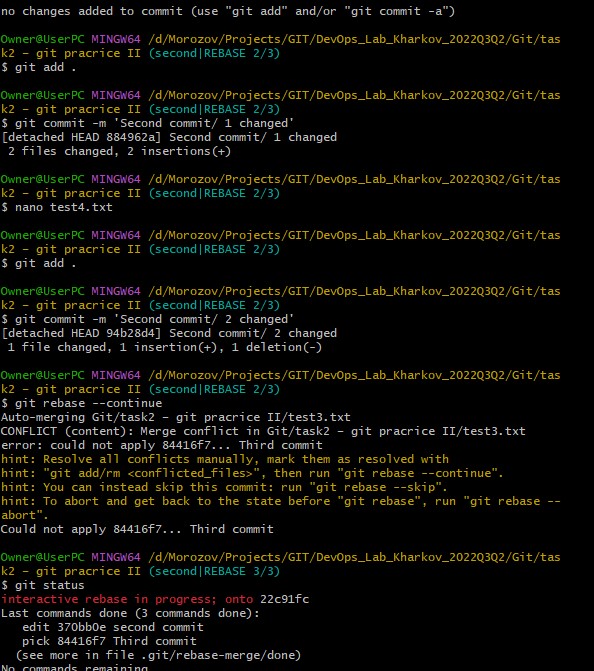 no changes added to commit (use "git add" and/or "git commit -a")
Owner@UserPC MINGW64 /d/Morozov/Projects/GIT/DevOps_Lab_Kharkov_2022Q3Q2/Git/tas
k2 – git pracrice II (second|REBASE 2/3)
$ git add .
Owner@UserPC MINGW64 /d/Morozov/Projects/GIT/DevOps_Lab_Kharkov_2022Q3Q2/Git/tas
k2 – git pracrice II (second|REBASE 2/3)
$ git commit -m 'Second commit/ 1 changed'
[detached HEAD 884962a] Second commit/ 1 changed
 2 files changed, 2 insertions(+)
Owner@UserPC MINGW64 /d/Morozov/Projects/GIT/DevOps_Lab_Kharkov_2022Q3Q2/Git/tas
k2 – git pracrice II (second|REBASE 2/3)
$ nano test4.txt
Owner@UserPC MINGW64 /d/Morozov/Projects/GIT/DevOps_Lab_Kharkov_2022Q3Q2/Git/tas
k2 – git pracrice II (second|REBASE 2/3)
$ git add .
Owner@UserPC MINGW64 /d/Morozov/Projects/GIT/DevOps_Lab_Kharkov_2022Q3Q2/Git/tas
k2 – git pracrice II (second|REBASE 2/3)
$ git commit -m 'Second commit/ 2 changed'
[detached HEAD 94b28d4] Second commit/ 2 changed
 1 file changed, 1 insertion(+), 1 deletion(-)
Owner@UserPC MINGW64 /d/Morozov/Projects/GIT/DevOps_Lab_Kharkov_2022Q3Q2/Git/tas
k2 – git pracrice II (second|REBASE 2/3)
$ git rebase --continue
Auto-merging Git/task2 – git pracrice II/test3.txt
CONFLICT (content): Merge conflict in Git/task2 – git pracrice II/test3.txt
error: could not apply 84416f7... Third commit
hint: Resolve all conflicts manually, mark them as resolved with
hint: "git add/rm <conflicted_files>", then run "git rebase --continue".
hint: You can instead skip this commit: run "git rebase --skip".
hint: To abort and get back to the state before "git rebase", run "git rebase --
abort".
Could not apply 84416f7... Third commit
Owner@UserPC MINGW64 /d/Morozov/Projects/GIT/DevOps_Lab_Kharkov_2022Q3Q2/Git/tas
k2 – git pracrice II (second|REBASE 3/3)
$ git status
interactive rebase in progress; onto 22c91fc
Last commands done (3 commands done):
   edit 370bb0e second commit
   pick 84416f7 Third commit
  (see more in file .git/rebase-merge/done)
No commands remaining.